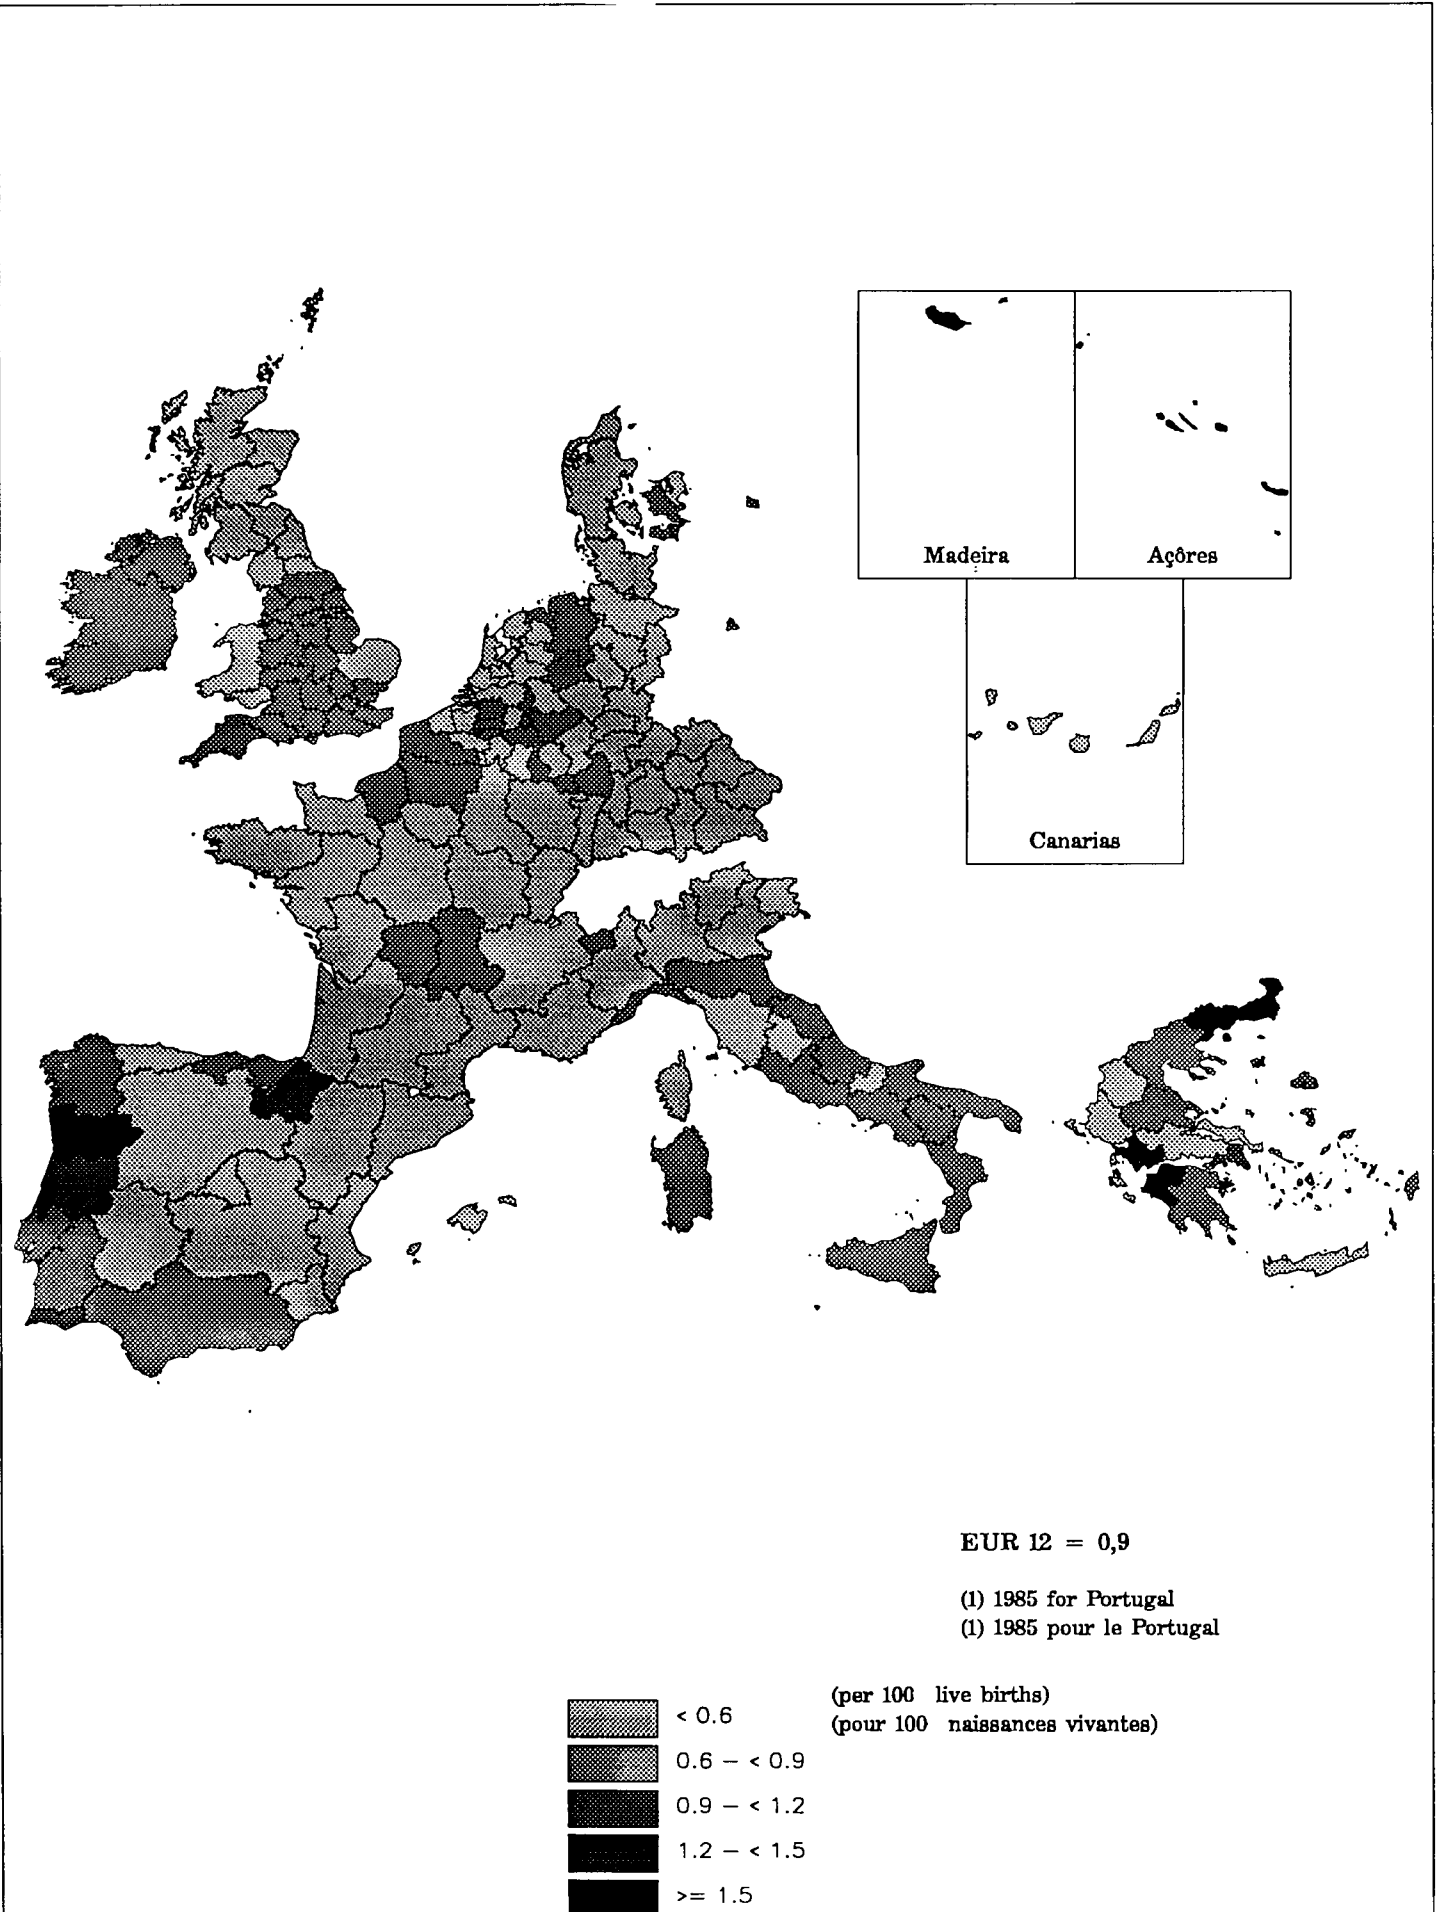 Madeira
Açôres
Canarias
EUR 12 = 0,9
(1) 1985 for Portugal
(1) 1985 pour le Portugal
(per 100 live births)
(pour 100 naissances vivantes)
< 0.6
0.6 – < 0.9
0.9 – < 1.2
1.2 – < 1.5
>= 1.5